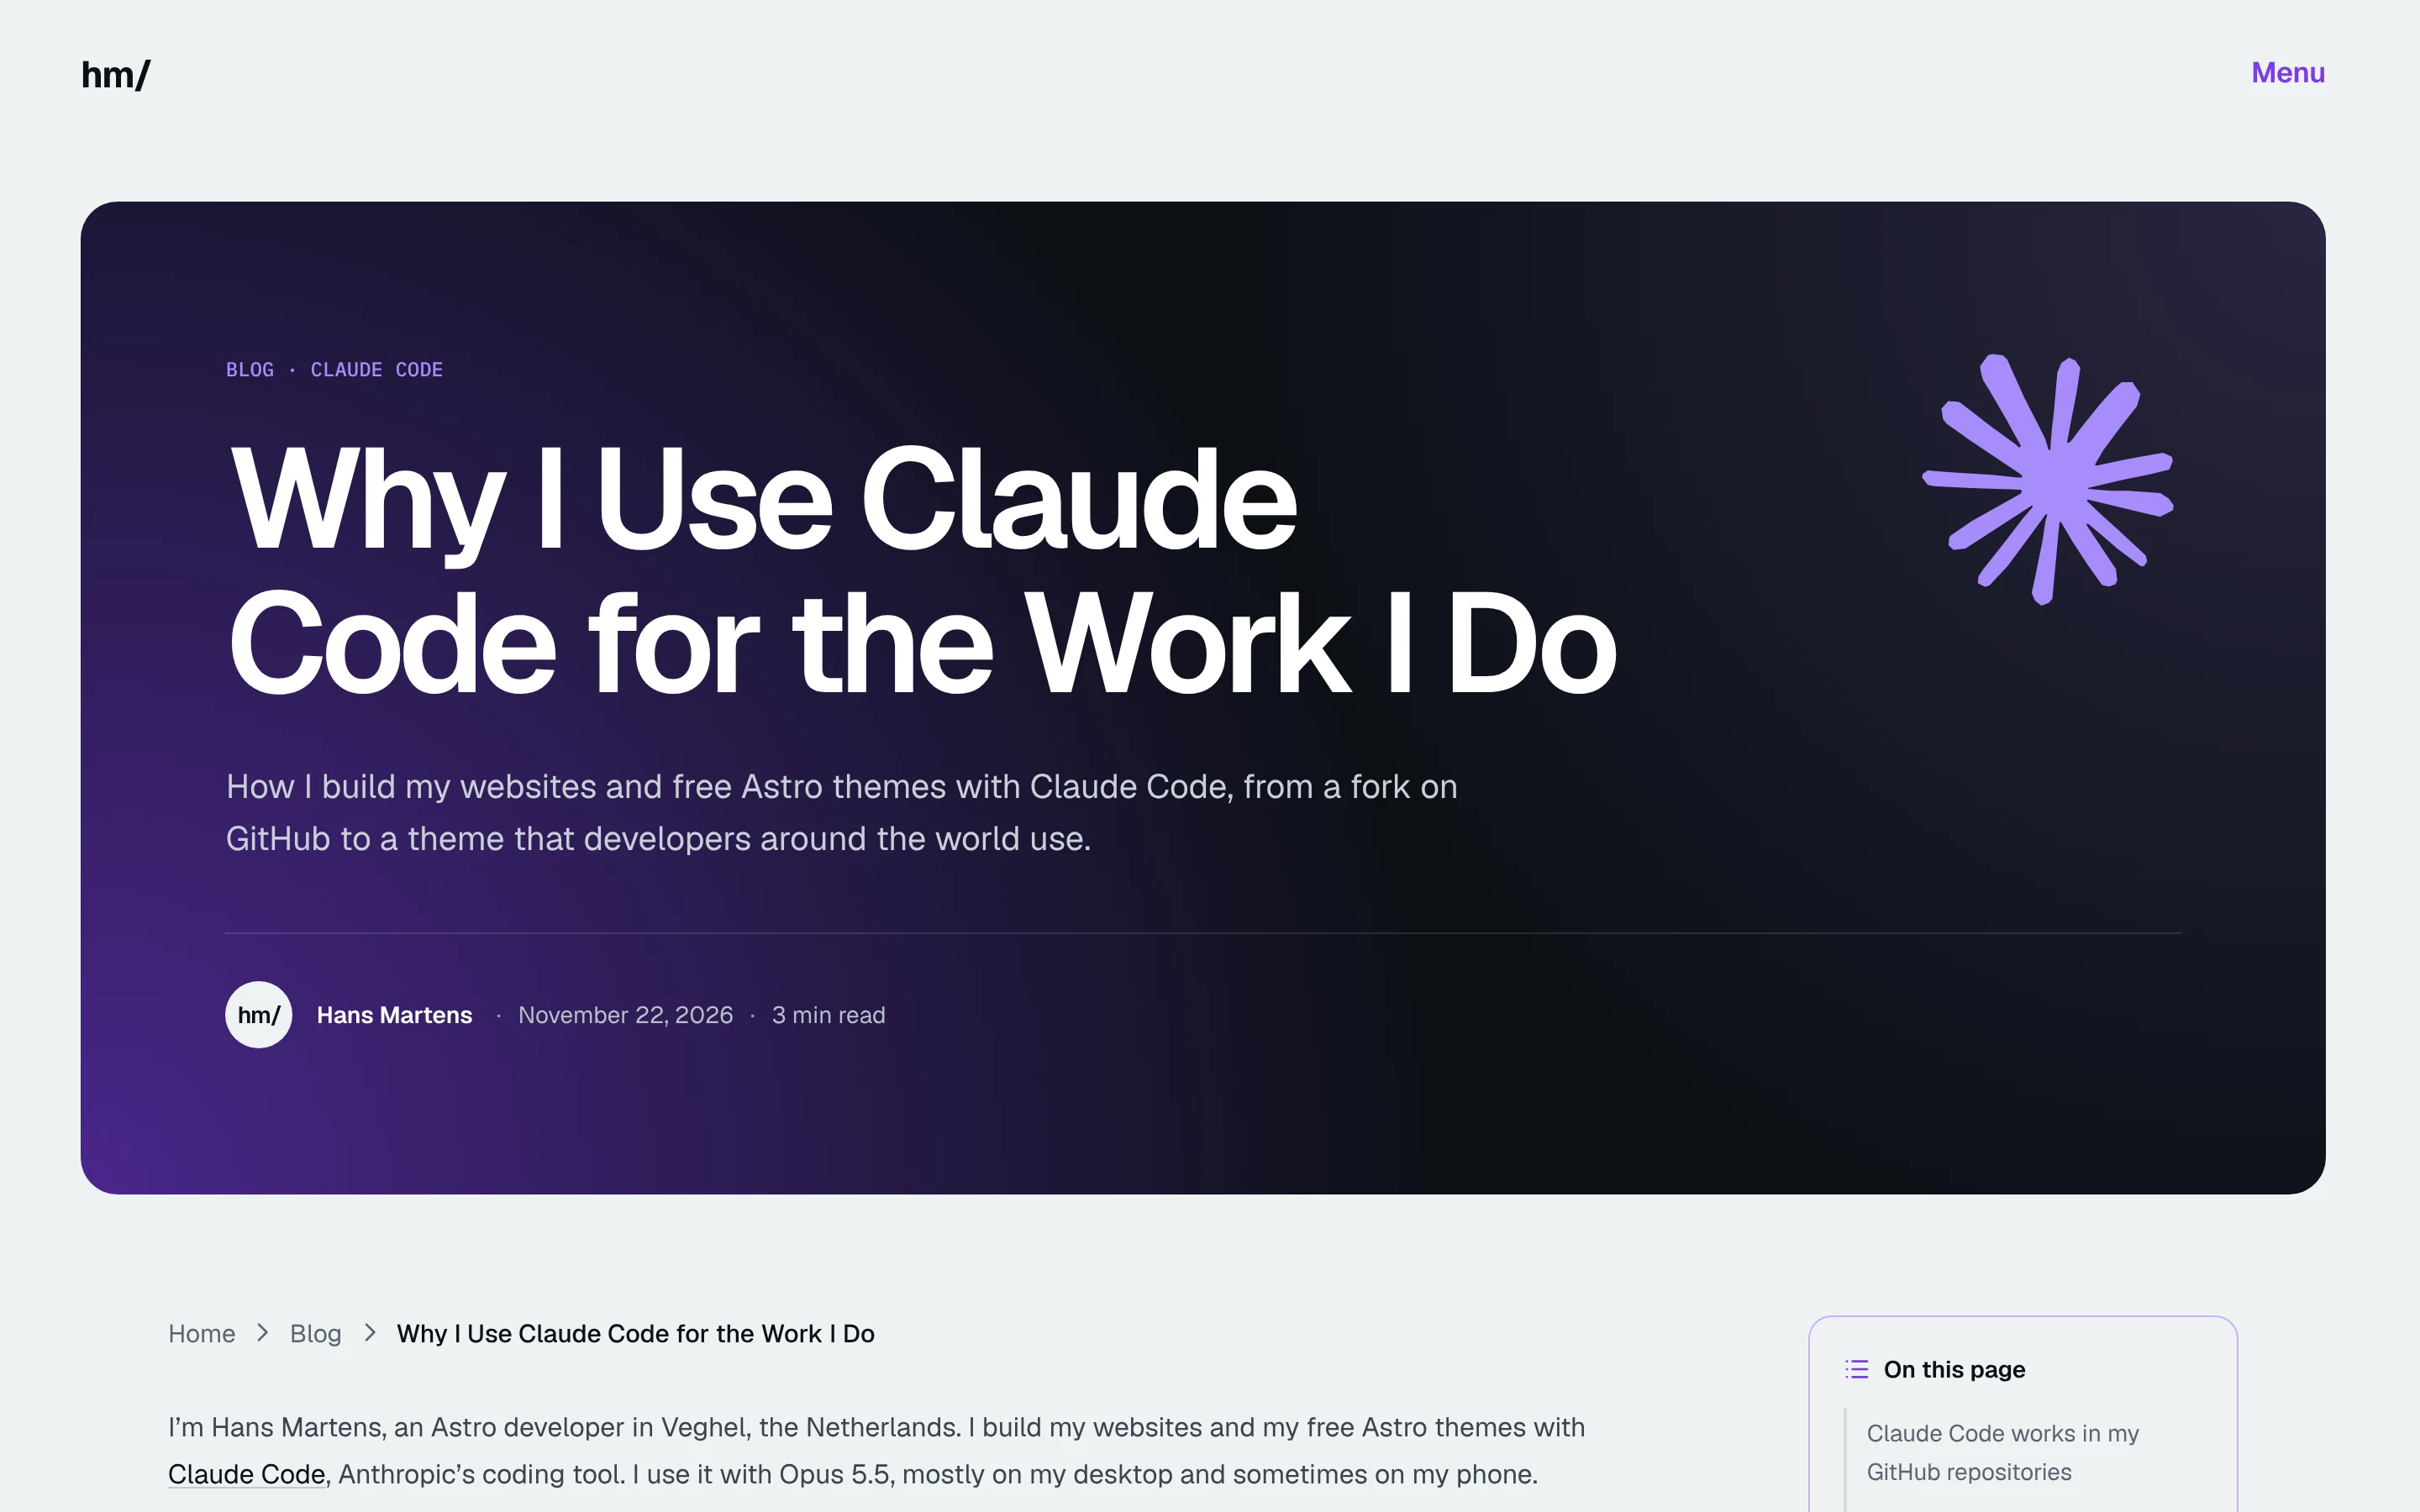 hm/
Menu
BLOG · CLAUDE CODE
Why I Use Claude
Code for the Work I Do
How I build my websites and free Astro themes with Claude Code, from a fork on
GitHub to a theme that developers around the world use.
hm/ Hans Martens · November 22, 2026 · 3 min read
Home > Blog > Why I Use Claude Code for the Work I Do
I’m Hans Martens, an Astro developer in Veghel, the Netherlands. I build my websites and my free Astro themes with
Claude Code, Anthropic’s coding tool. I use it with Opus 5.5, mostly on my desktop and sometimes on my phone.
On this page
Claude Code works in my
GitHub repositories